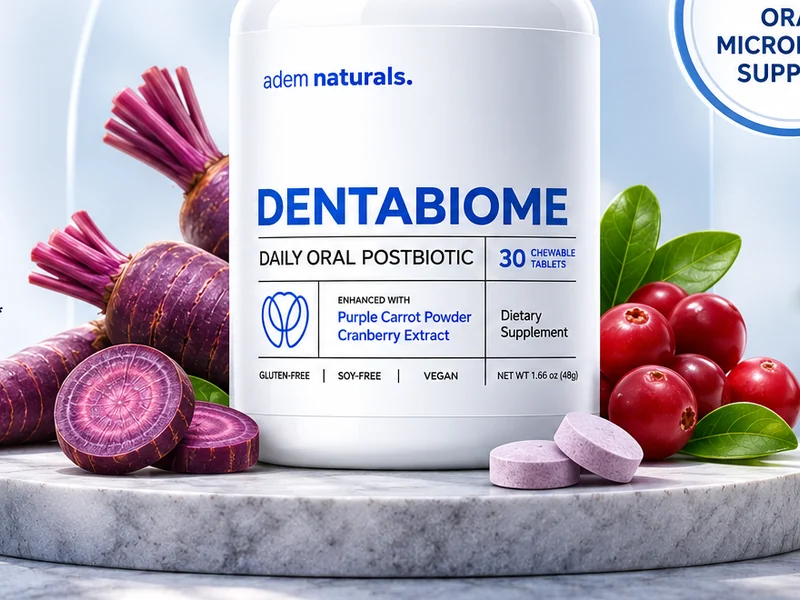 adem naturals.
DENTABIOME
DAILY ORAL POSTBIOTIC
30 CHEWABLE TABLETS
ENHANCED WITH
Purple Carrot Powder
Cranberry Extract
Dietary
Supplement
GLUTEN-FREE | SOY-FREE | VEGAN
NET WT 1.66 oz (48g)